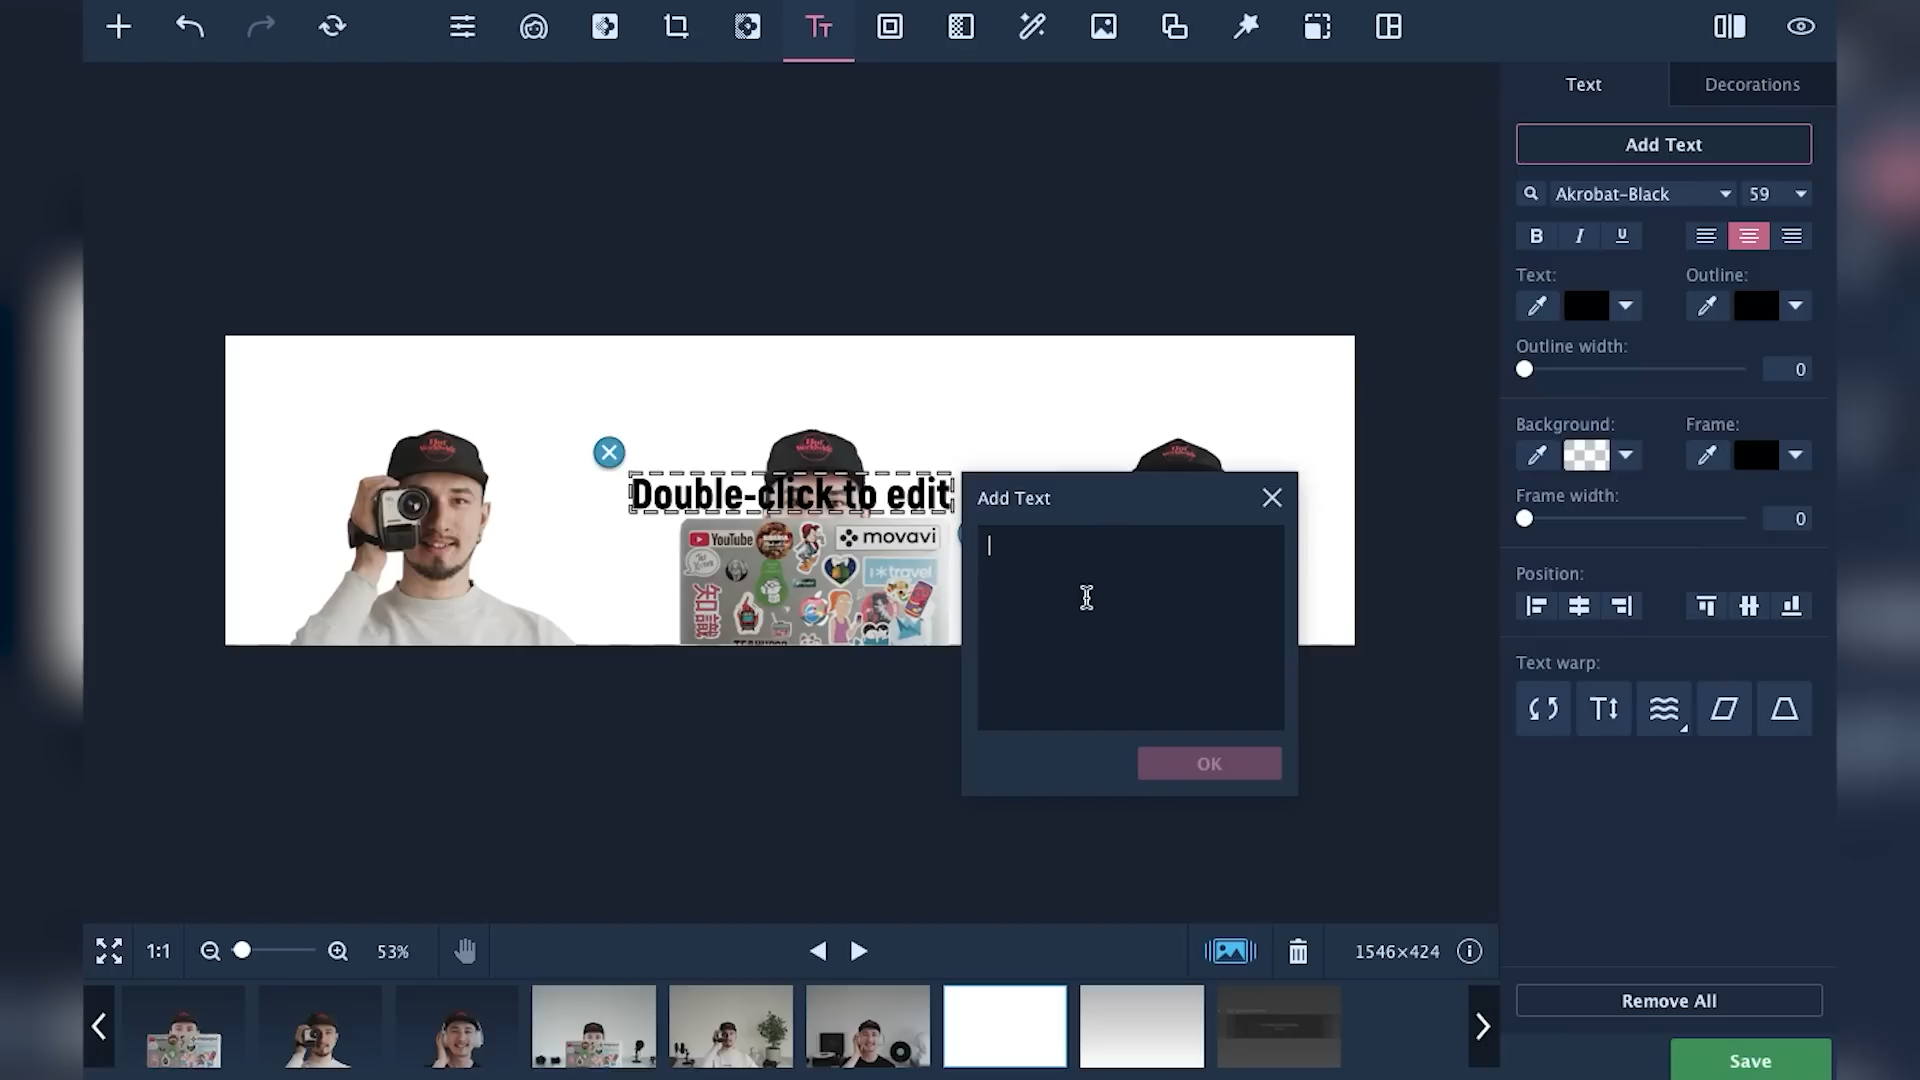 Text
Decorations
Add Text
Akrobat-Black
59
B
I
U
Text:
Outline:
Outline width:
0
Background:
Frame:
Frame width:
0
Position:
Text warp:
Double-click to edit
YouTube
movavi
travel
知識
Add Text
OK
1:1
53%
1546×424
Remove All
Save